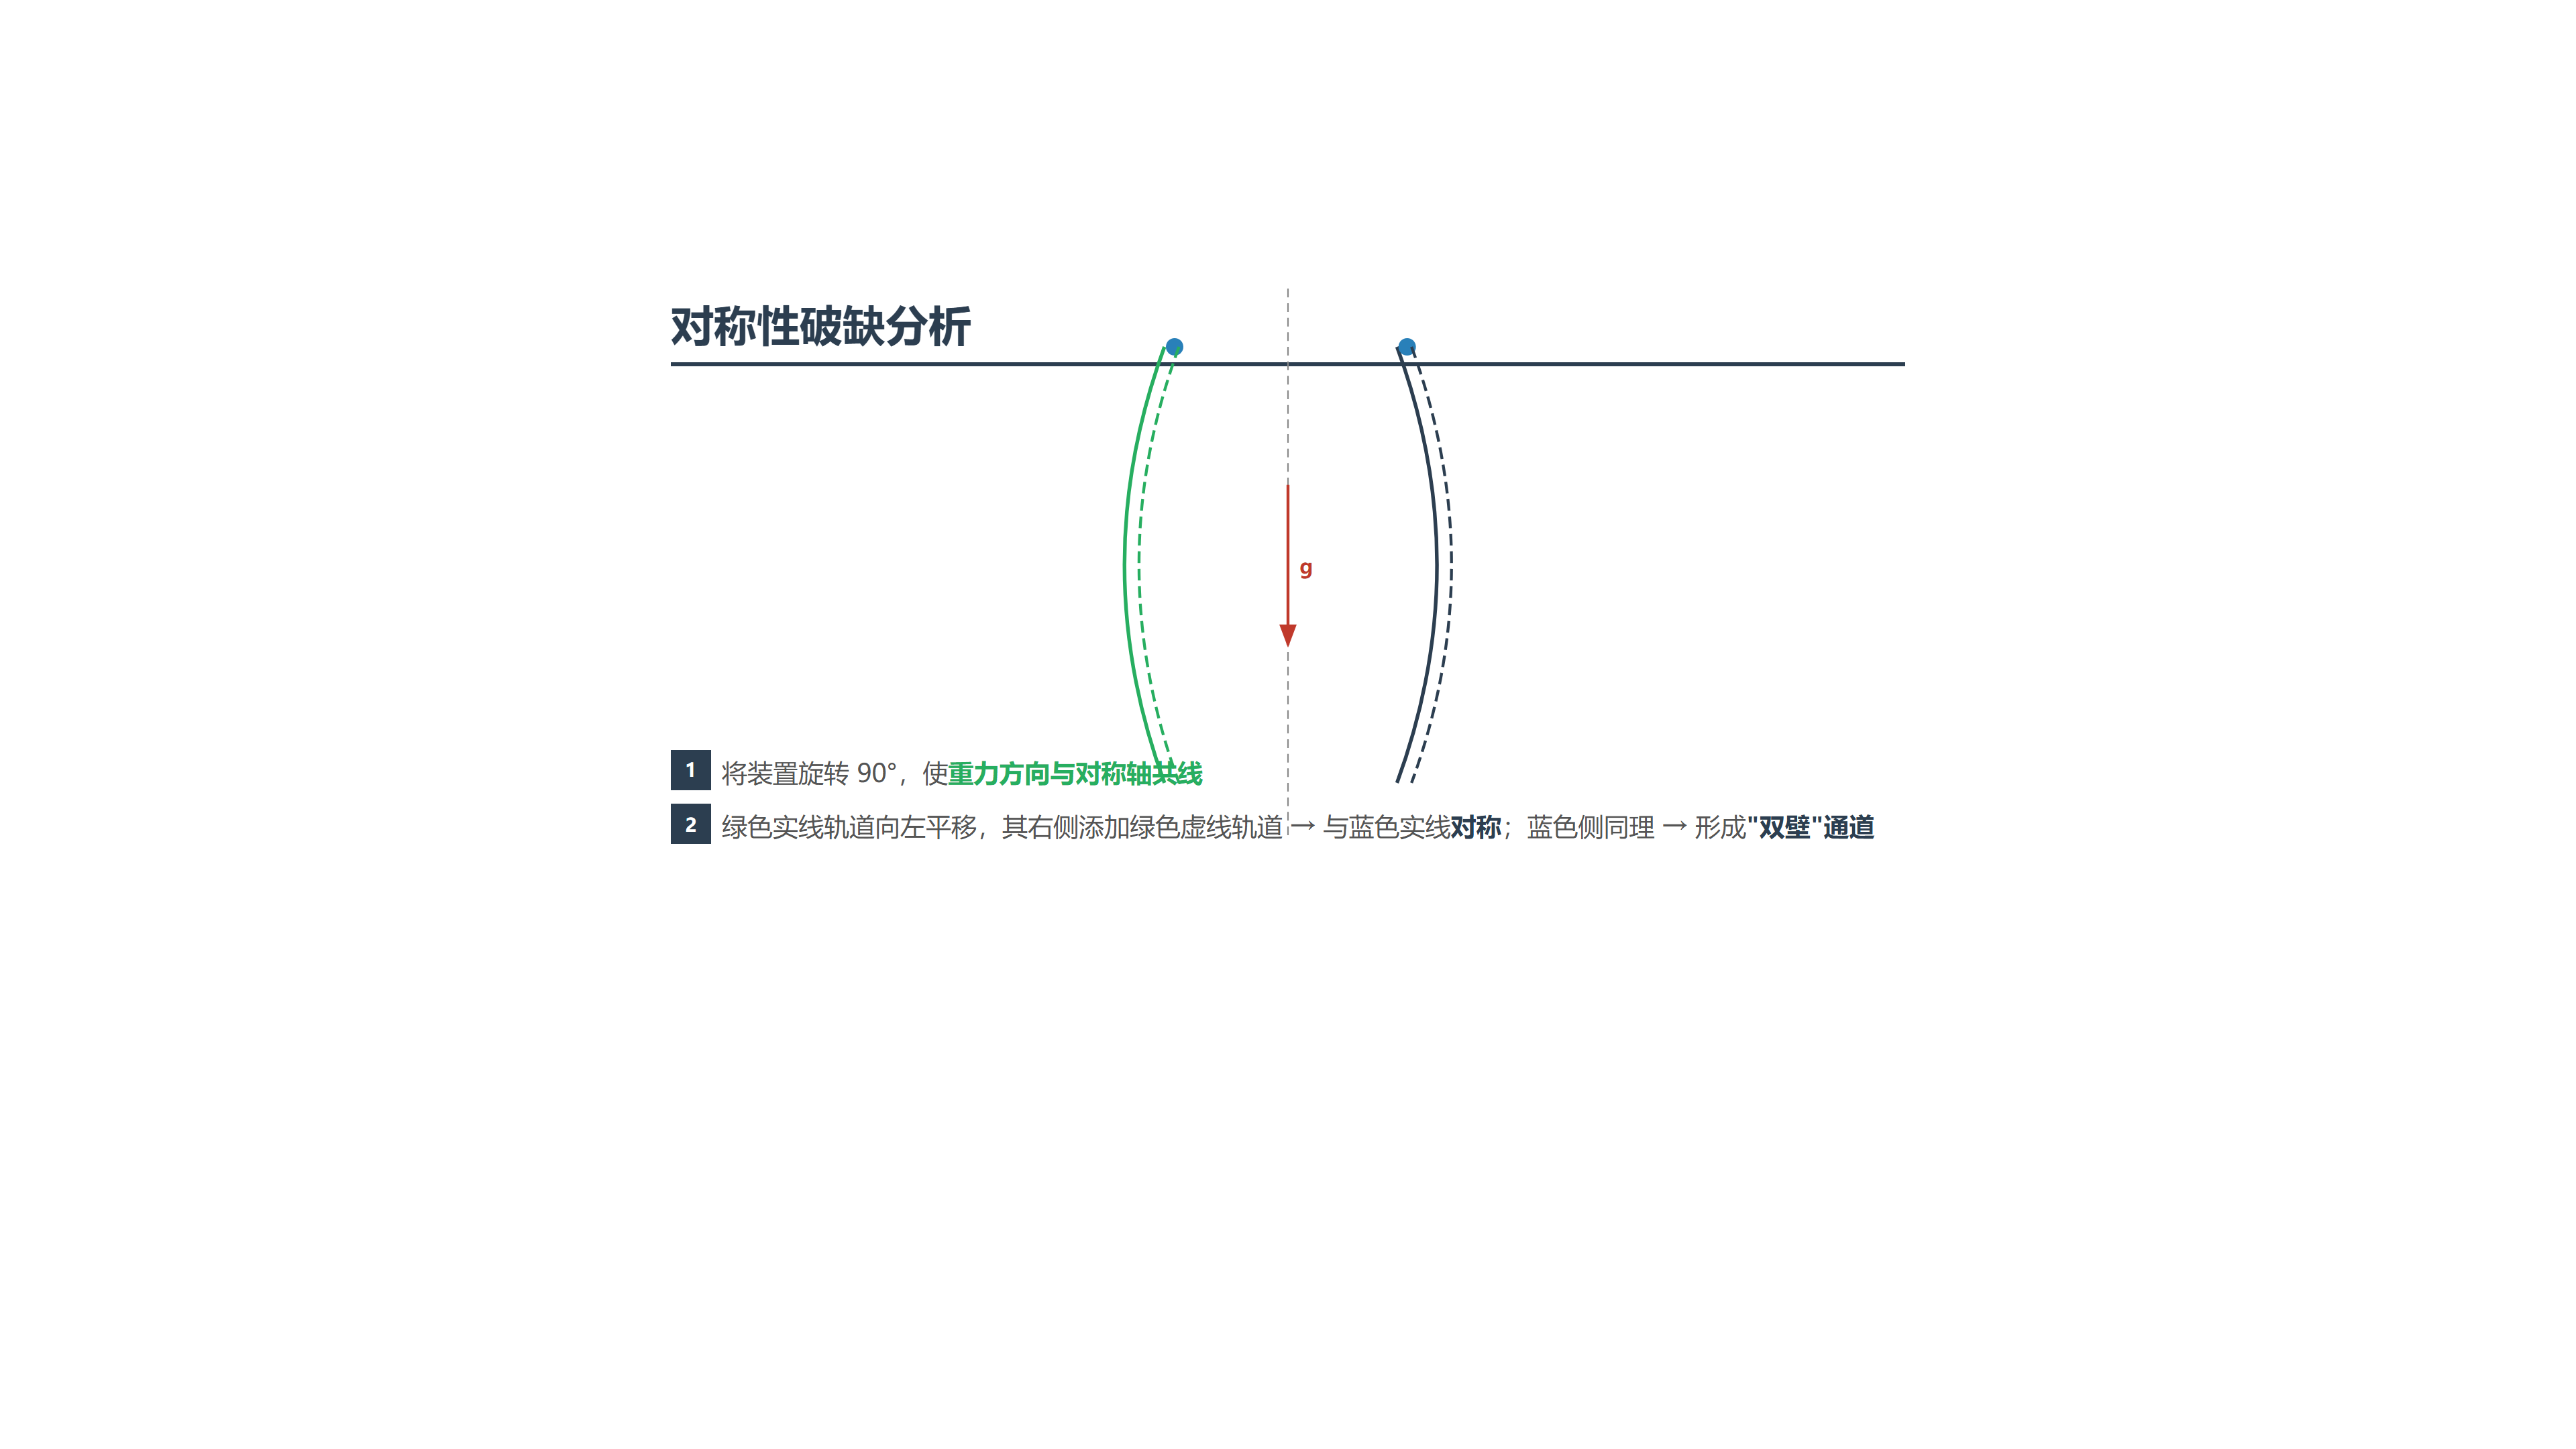 对称性破缺分析
g
1 将装置旋转 90°，使重力方向与对称轴共线
2 绿色实线轨道向左平移，其右侧添加绿色虚线轨道 → 与蓝色实线对称；蓝色侧同理 → 形成"双壁"通道